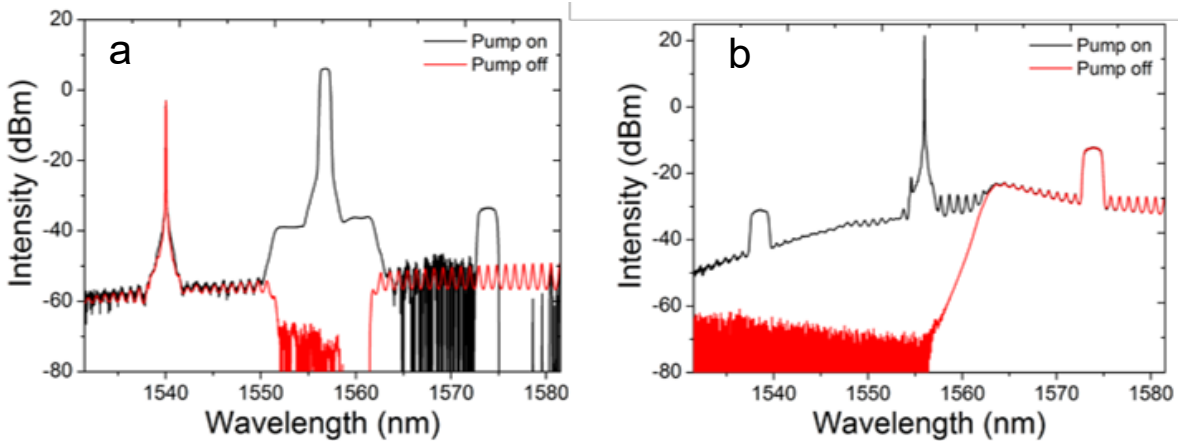 a
Pump on
Pump off
20
0
-20
-40
-60
-80
Intensity (dBm)
1540
1550
1560
1570
1580
Wavelength (nm)
b
Pump on
Pump off
20
0
-20
-40
-60
-80
Intensity (dBm)
1540
1550
1560
1570
1580
Wavelength (nm)